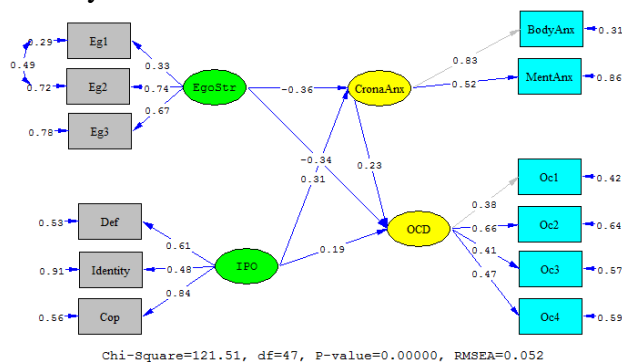 BodyAnx
0.31
0.29
Eg1
0.83
0.49
0.33
MentAnx
0.86
0.72
Eg2
0.74
EgoStr
-0.36
CronaAnx
0.52
0.67
0.78
Eg3
-0.34
0.31
0.23
Oc1
0.42
0.38
0.53
Def
0.66
Oc2
0.64
0.61
OCD
0.19
0.41
0.91
Identity
0.48
IPO
Oc3
0.57
0.47
0.84
0.56
Cop
Oc4
0.59
Chi-Square=121.51, df=47, P-value=0.00000, RMSEA=0.052